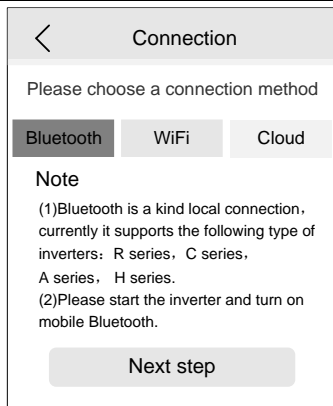 Connection
Please choose a connection method
Bluetooth WiFi Cloud
Note
(1)Bluetooth is a kind local connection，
currently it supports the following type of
inverters：R series，C series，
A series， H series.
(2)Please start the inverter and turn on
mobile Bluetooth.
Next step